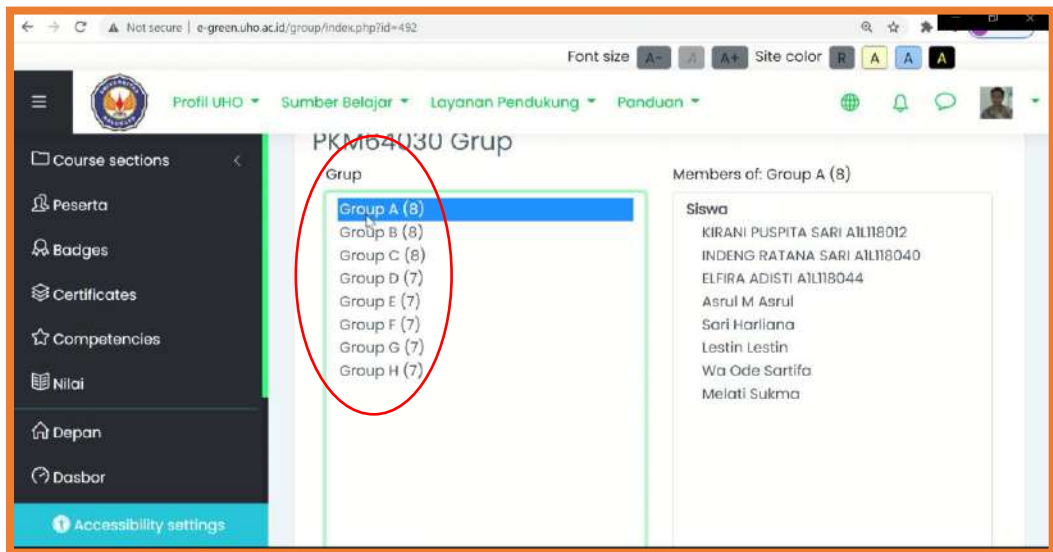 Not secure | e-green.uho.ac.id/group/index.php?id=492
Font size A- A A+ Site color R A A A
Profil UHO Sumber Belajar Layanan Pendukung Panduan
PKM64030 Grup
Course sections
Peserta
Badges
Certificates
Competencies
Nilai
Depan
Dasbor
Accessibility settings
Grup
Group A (8)
Group B (8)
Group C (8)
Group D (7)
Group E (7)
Group F (7)
Group G (7)
Group H (7)
Members of: Group A (8)
Siswa
KIRANI PUSPITA SARI A1L118012
INDENG RATANA SARI A1L118040
ELFIRA ADISTI A1L118044
Asrul M Asrul
Sari Harliana
Lestin Lestin
Wa Ode Sartifa
Melati Sukma